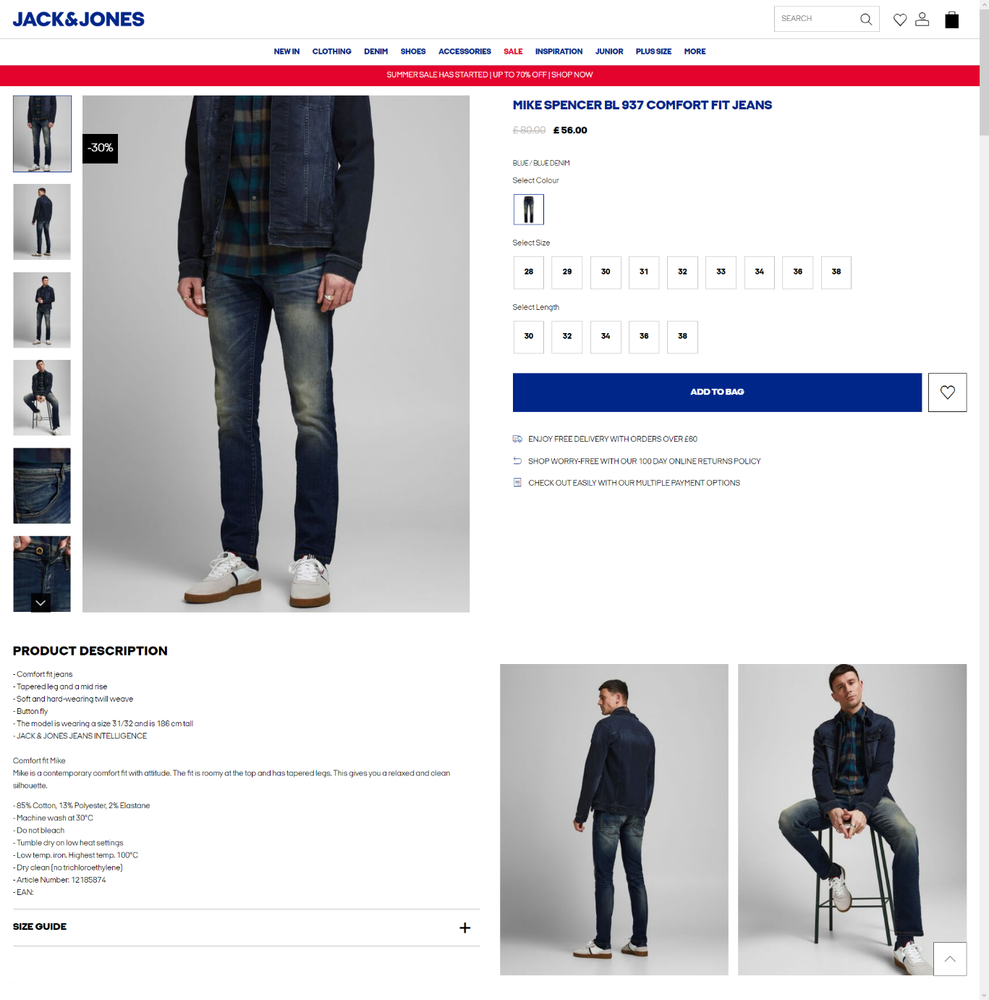 JACK&JONES
SEARCH
NEW IN CLOTHING DENIM SHOES ACCESSORIES SALE INSPIRATION JUNIOR PLUS SIZE MORE
SUMMER SALE HAS STARTED | UP TO 70% OFF | SHOP NOW
-30%
MIKE SPENCER BL 937 COMFORT FIT JEANS
£ 80.00 £ 56.00
BLUE / BLUE DENIM
Select Colour
Select Size
28 29 30 31 32 33 34 36 38
Select Length
30 32 34 36 38
ADD TO BAG
ENJOY FREE DELIVERY WITH ORDERS OVER £60
SHOP WORRY-FREE WITH OUR 100 DAY ONLINE RETURNS POLICY
CHECK OUT EASILY WITH OUR MULTIPLE PAYMENT OPTIONS
PRODUCT DESCRIPTION
- Comfort fit jeans
- Tapered leg and a mid rise
- Soft and hard-wearing twill weave
- Button fly
- The model is wearing a size 31/32 and is 186 cm tall
- JACK & JONES JEANS INTELLIGENCE
Comfort fit Mike
Mike is a contemporary comfort fit with attitude. The fit is roomy at the top and has tapered legs. This gives you a relaxed and clean
silhouette.
- 85% Cotton, 13% Polyester, 2% Elastane
- Machine wash at 30°C
- Do not bleach
- Tumble dry on low heat settings
- Low temp. iron. Highest temp. 100°C
- Dry clean (no trichloroethylene)
- Article Number: 12185874
- EAN:
SIZE GUIDE